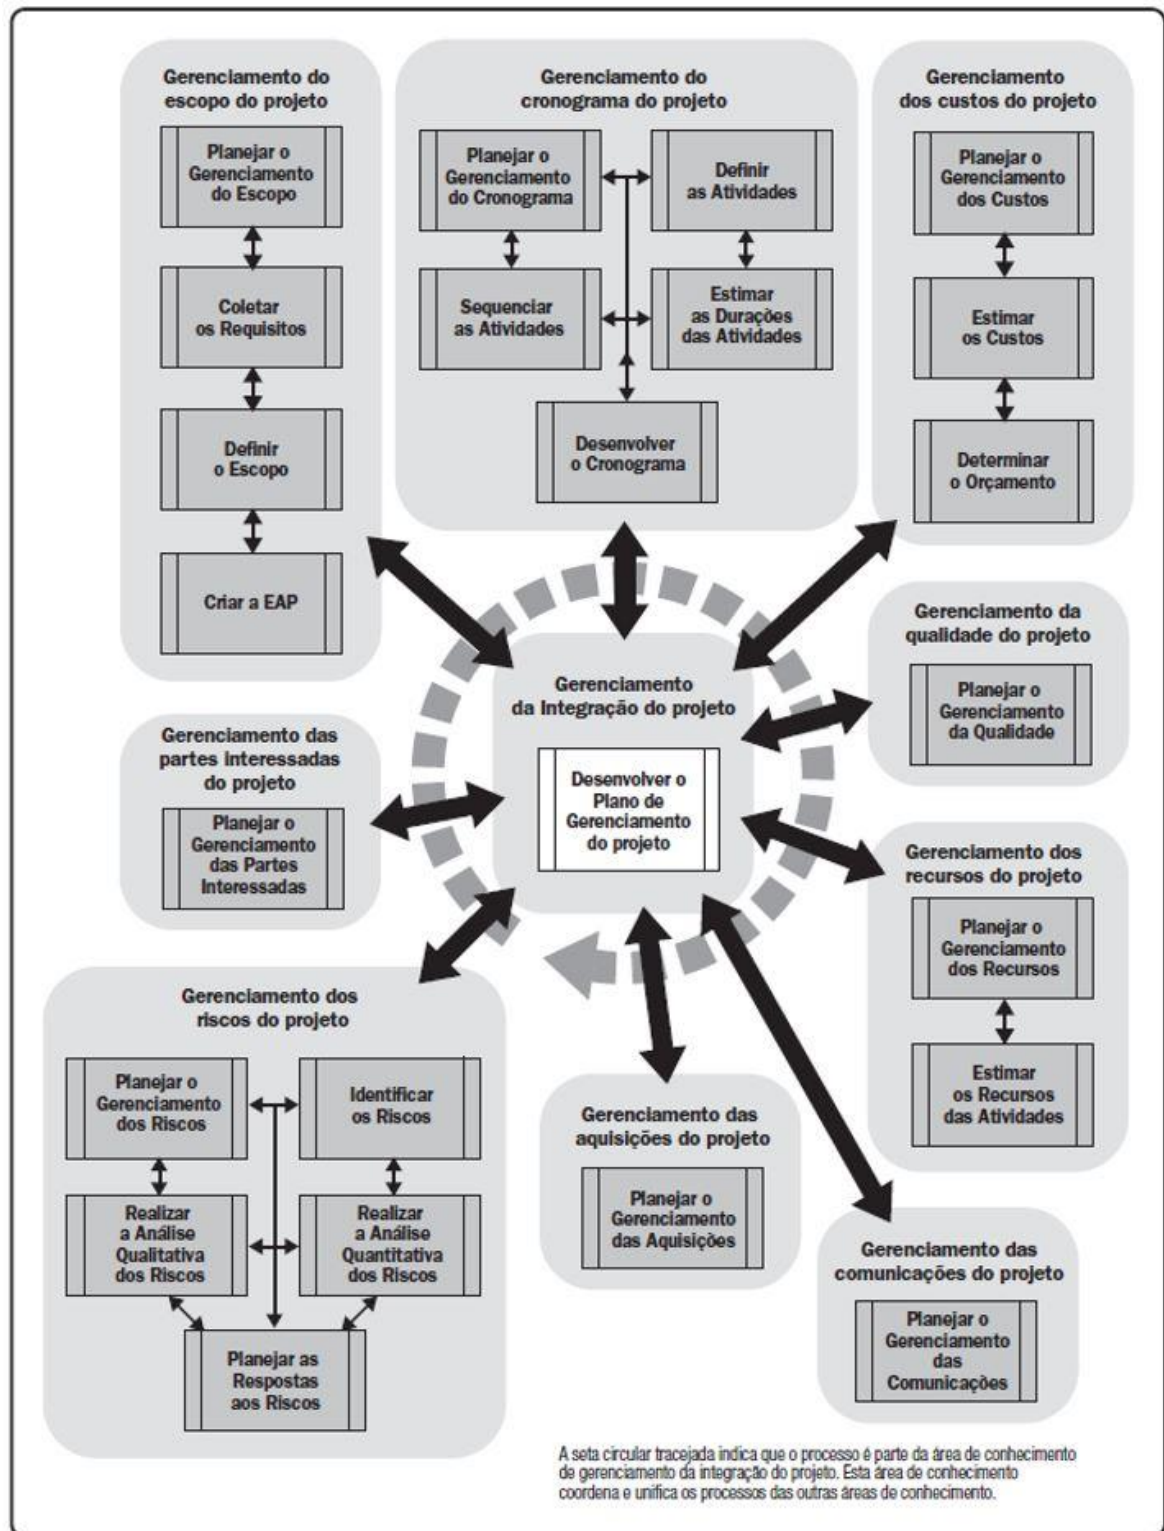 Gerenciamento do
escopo do projeto
Planejar o
Gerenciamento
do Escopo
Coletar
os Requisitos
Definir
o Escopo
Criar a EAP
Gerenciamento do
cronograma do projeto
Planejar o
Gerenciamento
do Cronograma
Definir
as Atividades
Sequenciar
as Atividades
Estimar
as Durações
das Atividades
Desenvolver
o Cronograma
Gerenciamento
dos custos do projeto
Planejar o
Gerenciamento
dos Custos
Estimar
os Custos
Determinar
o Orçamento
Gerenciamento da
qualidade do projeto
Planejar o
Gerenciamento
da Qualidade
Gerenciamento
da Integração do projeto
Desenvolver o
Plano de
Gerenciamento
do projeto
Gerenciamento das
partes Interessadas
do projeto
Planejar o
Gerenciamento
das Partes
Interessadas
Gerenciamento dos
recursos do projeto
Planejar o
Gerenciamento
dos Recursos
Estimar
os Recursos
das Atividades
Gerenciamento dos
riscos do projeto
Planejar o
Gerenciamento
dos Riscos
Identificar
os Riscos
Realizar
a Análise
Qualitativa
dos Riscos
Realizar
a Análise
Quantitativa
dos Riscos
Planejar as
Respostas
aos Riscos
Gerenciamento das
aquisições do projeto
Planejar o
Gerenciamento
das Aquisições
Gerenciamento das
comunicações do projeto
Planejar o
Gerenciamento
das
Comunicações
A seta circular tracejada indica que o processo é parte da área de conhecimento
de gerenciamento da integração do projeto. Esta área de conhecimento
coordena e unifica os processos das outras áreas de conhecimento.